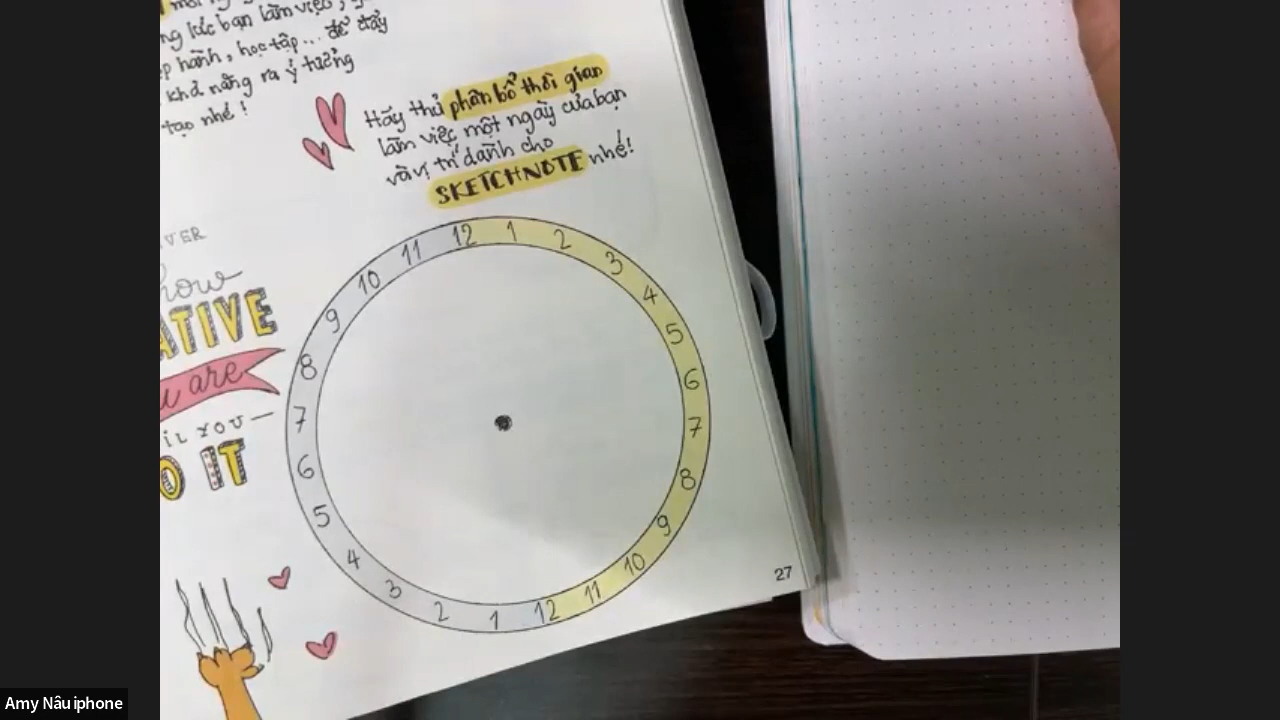 bạn làm việc,
hành, học tập... để đẩy
khả năng ra ý tưởng
tạo nhé!
Hãy thử phân bổ thời gian
làm việc một ngày của bạn
và vị trí dành cho
SKETCHNOTE nhé!
VER
now
ATIVE
u are
IL YOU
O IT
12 1 2 3 4 5 6 7 8 9 10 11 12 1 2 3 4 5 6 7 8 9 10 11
27
Amy Nâu iphone